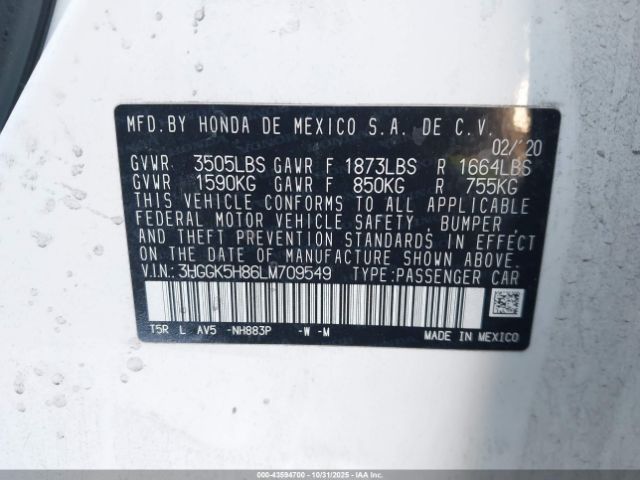 MFD.BY HONDA DE MEXICO S.A. DE C.V.
02/'20
GVWR 3505LBS GAWR F 1873LBS R 1664LBS
GVWR 1590KG GAWR F 850KG R 755KG
THIS VEHICLE CONFORMS TO ALL APPLICABLE
FEDERAL MOTOR VEHICLE SAFETY, BUMPER,
AND THEFT PREVENTION STANDARDS IN EFFECT
ON THE DATE OF MANUFACTURE SHOWN ABOVE.
V.I.N.:3HGGK5H86LM709549 TYPE:PASSENGER CAR
T5R L AV5 -NH883P -W -M MADE IN MEXICO
000-43594700 - 10/31/2025 - Property of IAA, Inc.